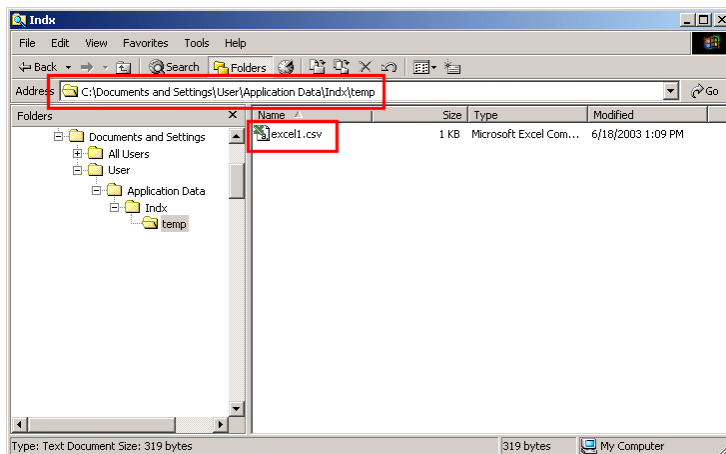 Indx
File Edit View Favorites Tools Help
Back Search Folders
Address C:\Documents and Settings\User\Application Data\Indx\temp Go
Folders x Name Size Type Modified
Documents and Settings
All Users
User
Application Data
Indx
temp
excel1.csv 1 KB Microsoft Excel Com... 6/18/2003 1:09 PM
Type: Text Document Size: 319 bytes 319 bytes My Computer